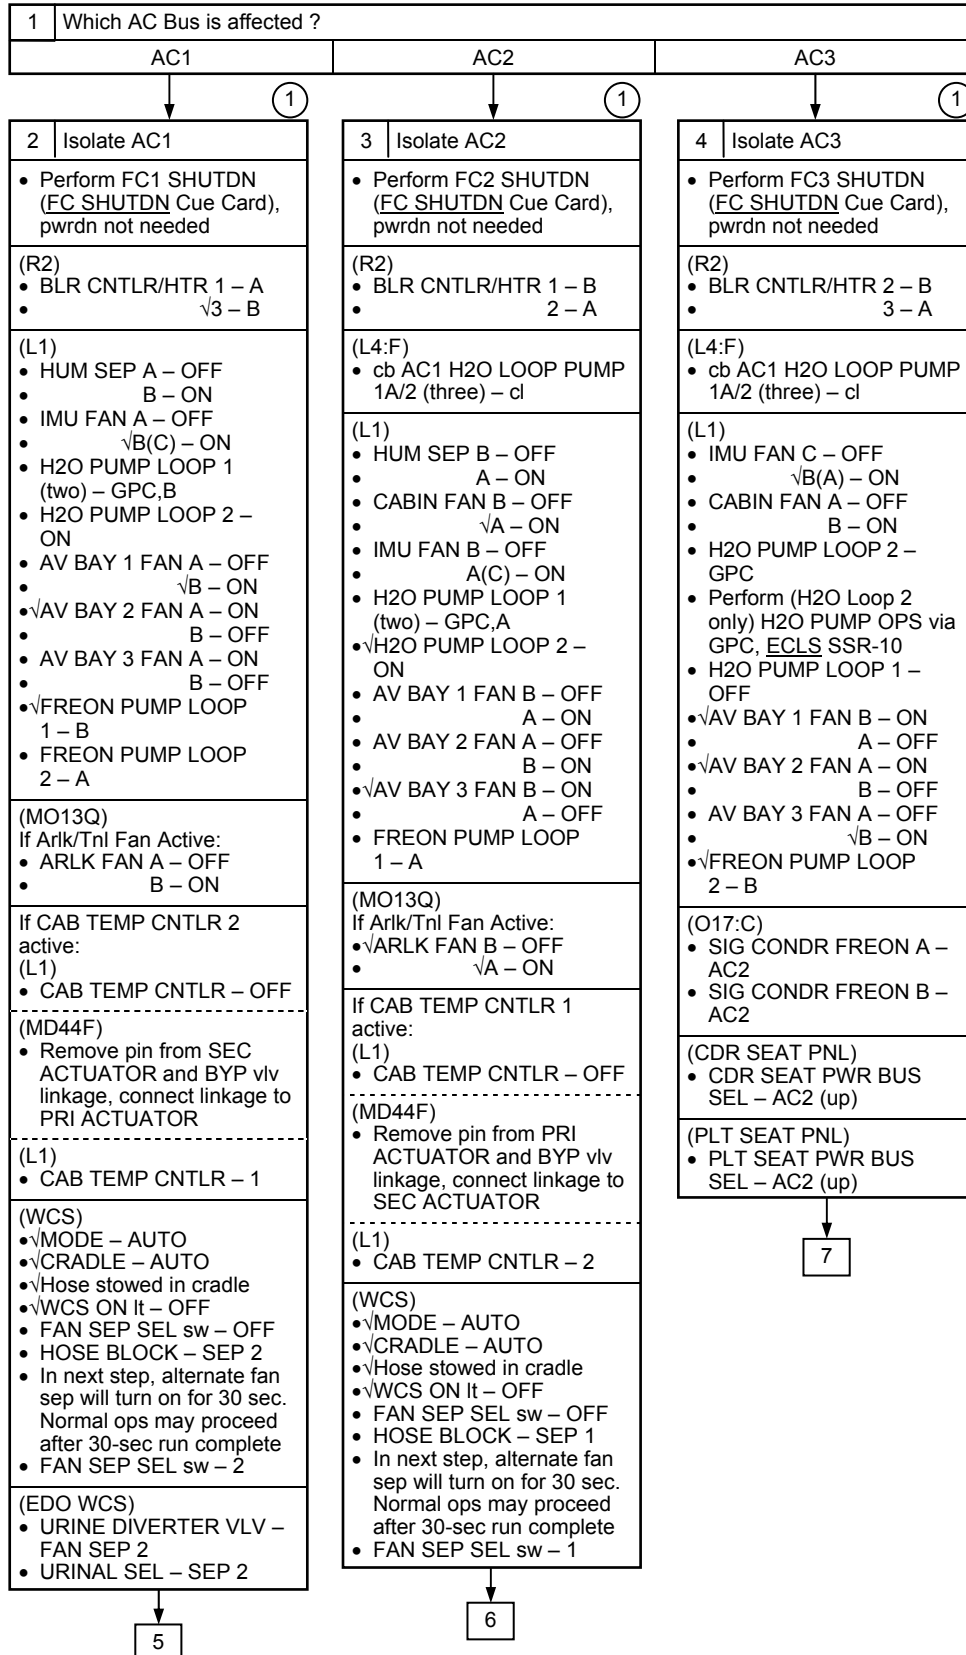 1 Which AC Bus is affected ?
AC1 AC2 AC3
1 1 1
2 Isolate AC1
• Perform FC1 SHUTDN
(FC SHUTDN Cue Card),
pwrdn not needed
(R2)
• BLR CNTLR/HTR 1 – A
• √3 – B
(L1)
• HUM SEP A – OFF
• B – ON
• IMU FAN A – OFF
• √B(C) – ON
• H2O PUMP LOOP 1
(two) – GPC,B
• H2O PUMP LOOP 2 –
ON
• AV BAY 1 FAN A – OFF
• √B – ON
•√AV BAY 2 FAN A – ON
• B – OFF
• AV BAY 3 FAN A – ON
• B – OFF
•√FREON PUMP LOOP
1 – B
• FREON PUMP LOOP
2 – A
(MO13Q)
If Arlk/Tnl Fan Active:
• ARLK FAN A – OFF
• B – ON
If CAB TEMP CNTLR 2
active:
(L1)
• CAB TEMP CNTLR – OFF
(MD44F)
• Remove pin from SEC
ACTUATOR and BYP vlv
linkage, connect linkage to
PRI ACTUATOR
(L1)
• CAB TEMP CNTLR – 1
(WCS)
•√MODE – AUTO
•√CRADLE – AUTO
•√Hose stowed in cradle
•√WCS ON lt – OFF
• FAN SEP SEL sw – OFF
• HOSE BLOCK – SEP 2
• In next step, alternate fan
sep will turn on for 30 sec.
Normal ops may proceed
after 30-sec run complete
• FAN SEP SEL sw – 2
(EDO WCS)
• URINE DIVERTER VLV –
FAN SEP 2
• URINAL SEL – SEP 2
5
3 Isolate AC2
• Perform FC2 SHUTDN
(FC SHUTDN Cue Card),
pwrdn not needed
(R2)
• BLR CNTLR/HTR 1 – B
• 2 – A
(L4:F)
• cb AC1 H2O LOOP PUMP
1A/2 (three) – cl
(L1)
• HUM SEP B – OFF
• A – ON
• CABIN FAN B – OFF
• √A – ON
• IMU FAN B – OFF
• A(C) – ON
• H2O PUMP LOOP 1
(two) – GPC,A
•√H2O PUMP LOOP 2 –
ON
• AV BAY 1 FAN B – OFF
• A – ON
• AV BAY 2 FAN A – OFF
• B – ON
•√AV BAY 3 FAN B – ON
• A – OFF
• FREON PUMP LOOP
1 – A
(MO13Q)
If Arlk/Tnl Fan Active:
•√ARLK FAN B – OFF
• √A – ON
If CAB TEMP CNTLR 1
active:
(L1)
• CAB TEMP CNTLR – OFF
(MD44F)
• Remove pin from PRI
ACTUATOR and BYP vlv
linkage, connect linkage to
SEC ACTUATOR
(L1)
• CAB TEMP CNTLR – 2
(WCS)
•√MODE – AUTO
•√CRADLE – AUTO
•√Hose stowed in cradle
•√WCS ON lt – OFF
• FAN SEP SEL sw – OFF
• HOSE BLOCK – SEP 1
• In next step, alternate fan
sep will turn on for 30 sec.
Normal ops may proceed
after 30-sec run complete
• FAN SEP SEL sw – 1
6
4 Isolate AC3
• Perform FC3 SHUTDN
(FC SHUTDN Cue Card),
pwrdn not needed
(R2)
• BLR CNTLR/HTR 2 – B
• 3 – A
(L4:F)
• cb AC1 H2O LOOP PUMP
1A/2 (three) – cl
(L1)
• IMU FAN C – OFF
• √B(A) – ON
• CABIN FAN A – OFF
• B – ON
• H2O PUMP LOOP 2 –
GPC
• Perform (H2O Loop 2
only) H2O PUMP OPS via
GPC, ECLS SSR-10
• H2O PUMP LOOP 1 –
OFF
•√AV BAY 1 FAN B – ON
• A – OFF
•√AV BAY 2 FAN A – ON
• B – OFF
• AV BAY 3 FAN A – OFF
• √B – ON
•√FREON PUMP LOOP
2 – B
(O17:C)
• SIG CONDR FREON A –
AC2
• SIG CONDR FREON B –
AC2
(CDR SEAT PNL)
• CDR SEAT PWR BUS
SEL – AC2 (up)
(PLT SEAT PNL)
• PLT SEAT PWR BUS
SEL – AC2 (up)
7